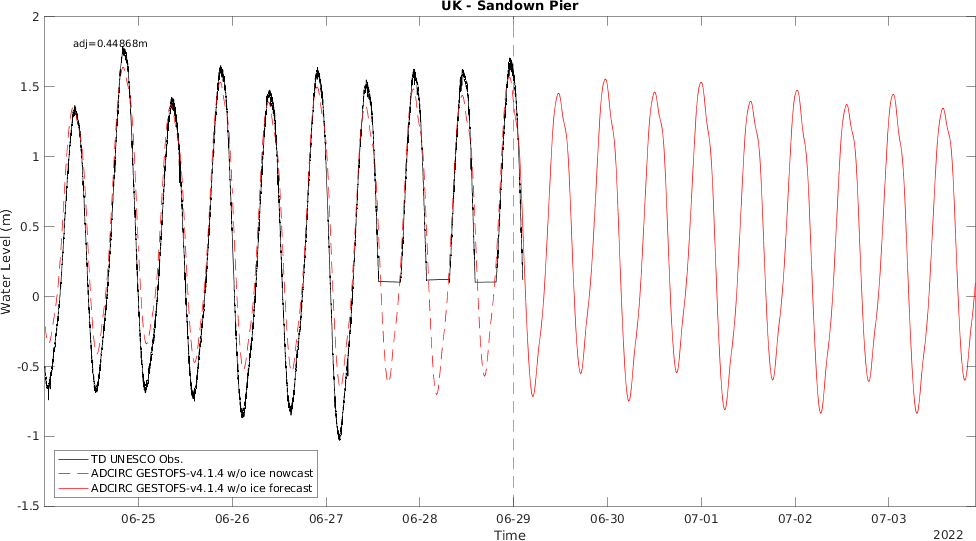 UK - Sandown Pier
adj=0.44868m
2
1.5
1
0.5
0
-0.5
-1
-1.5
Water Level (m)
TD UNESCO Obs.
ADCIRC GESTOFS-v4.1.4 w/o ice nowcast
ADCIRC GESTOFS-v4.1.4 w/o ice forecast
06-25 06-26 06-27 06-28 06-29 06-30 07-01 07-02 07-03
Time
2022